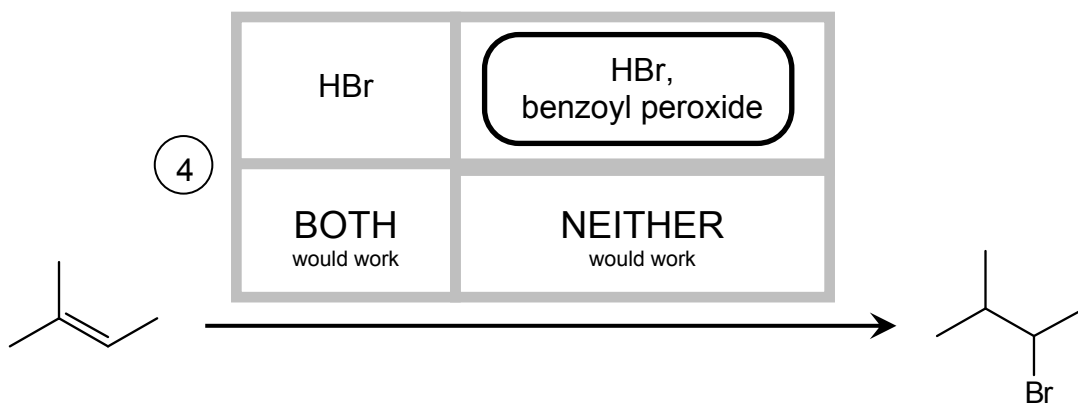 HBr
HBr,
benzoyl peroxide
4
BOTH
would work
NEITHER
would work
Br